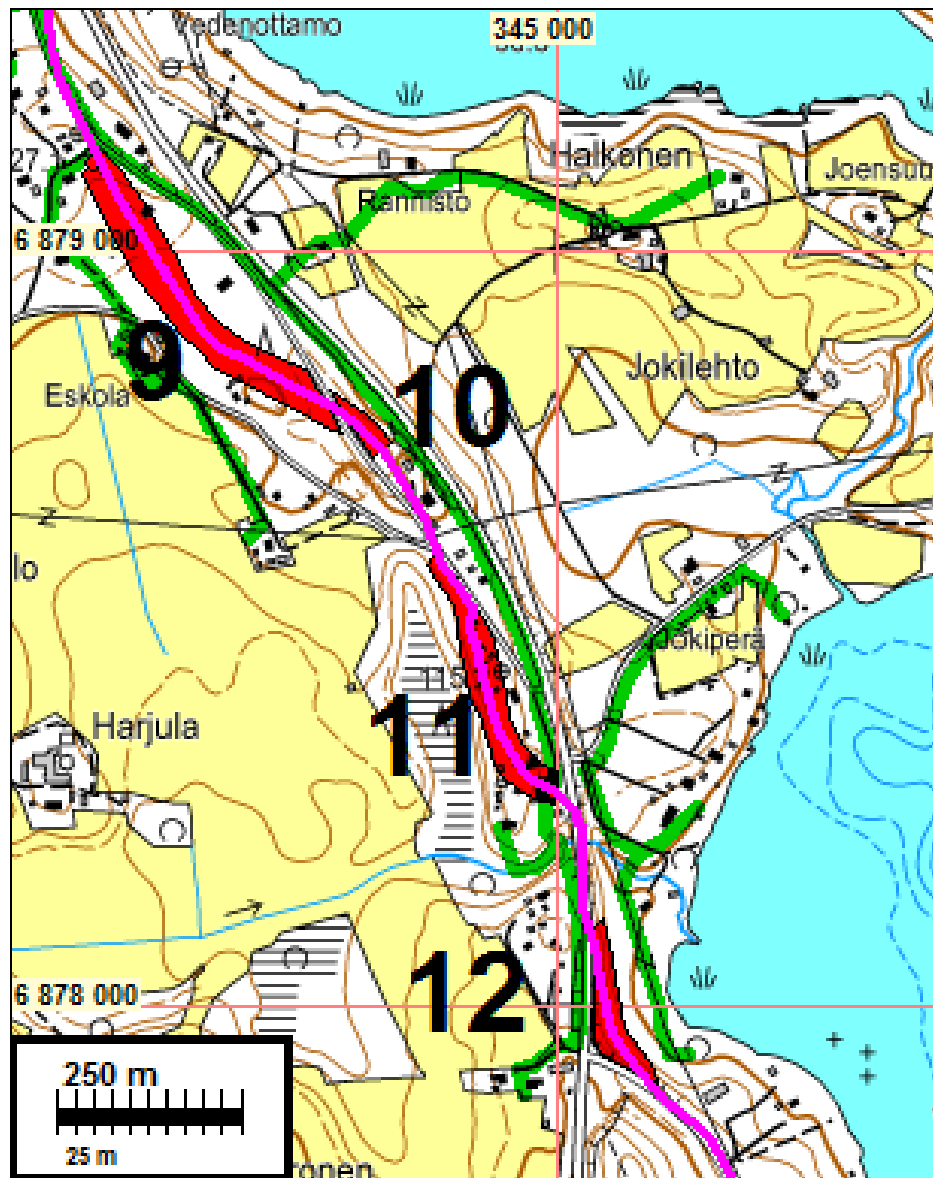 Vedenottamo
345 000
27
Halkonen
Joensuu
Rannisto
6 879 000
9
Eskola
10
Jokilehto
Z
Z
Z
lo
Jokiperä
115
11
Harjula
12
6 878 000
250 m
25 m
ronen